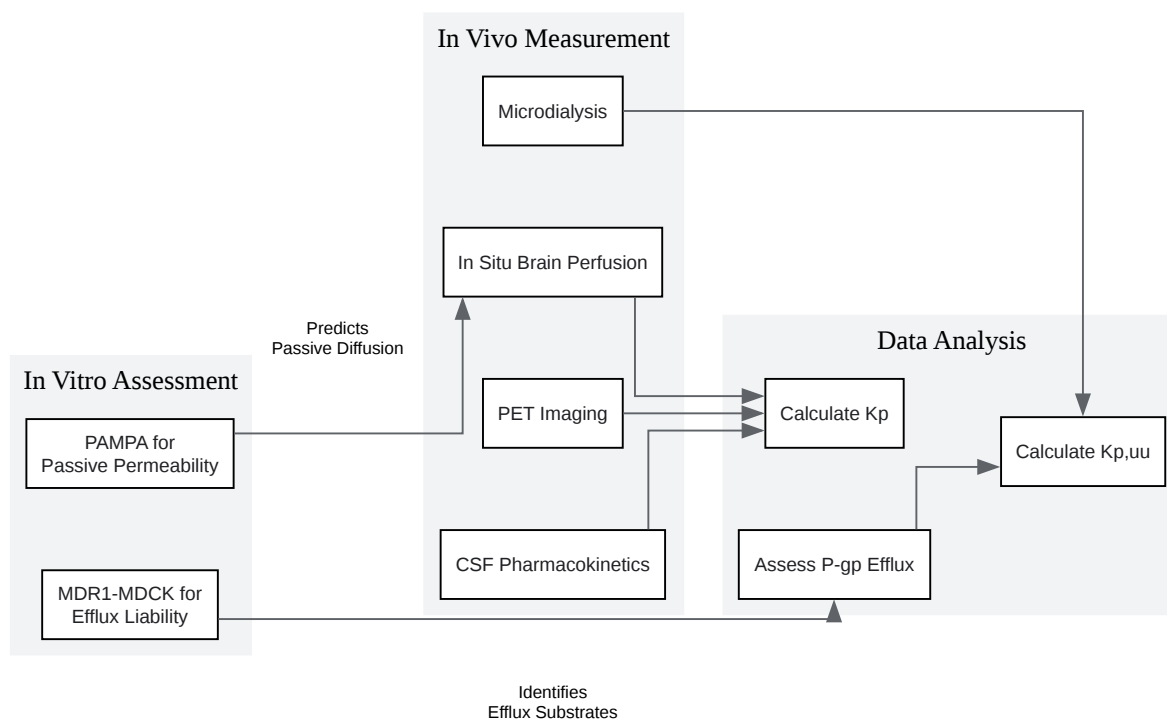 In Vivo Measurement
Microdialysis
In Situ Brain Perfusion
Predicts
Passive Diffusion
Data Analysis
In Vitro Assessment
PET Imaging
Calculate Kp
PAMPA for
Passive Permeability
Calculate Kp,uu
CSF Pharmacokinetics
Assess P-gp Efflux
MDR1-MDCK for
Efflux Liability
Identifies
Efflux Substrates